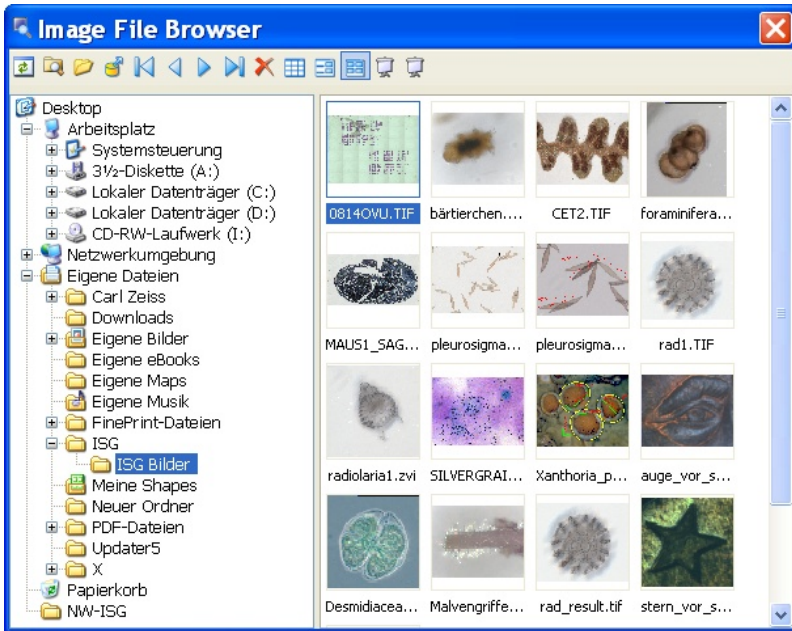 Image File Browser
Desktop
Arbeitsplatz
Systemsteuerung
3½-Diskette (A:)
Lokaler Datenträger (C:)
Lokaler Datenträger (D:)
CD-RW-Laufwerk (I:)
Netzwerkumgebung
Eigene Dateien
Carl Zeiss
Downloads
Eigene Bilder
Eigene eBooks
Eigene Maps
Eigene Musik
FinePrint-Dateien
ISG
ISG Bilder
Meine Shapes
Neuer Ordner
PDF-Dateien
Updater5
X
Papierkorb
NW-ISG
0814OVU.TIF bärtierchen.... CET2.TIF foraminifera...
MAUS1_SAG... pleurosigma... pleurosigma... rad1.TIF
radiolaria1.zvi SILVERGRAI... Xanthoria_p... auge_vor_s...
Desmidiacea... Malvengriffe... rad_result.tif stern_vor_s...